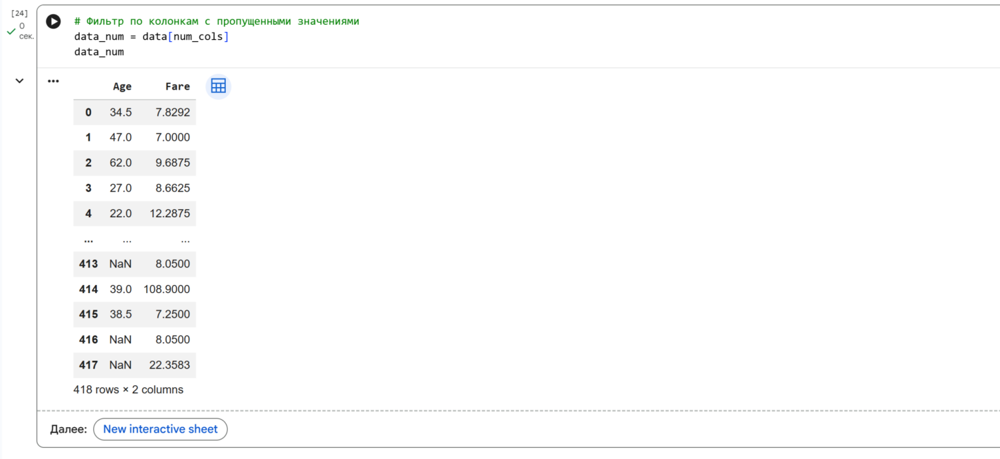 [24]
0
сек.
# Фильтр по колонкам с пропущенными значениями
data_num = data[num_cols]
data_num
Age Fare
0 34.5 7.8292
1 47.0 7.0000
2 62.0 9.6875
3 27.0 8.6625
4 22.0 12.2875
... ... ...
413 NaN 8.0500
414 39.0 108.9000
415 38.5 7.2500
416 NaN 8.0500
417 NaN 22.3583
418 rows × 2 columns
Далее: New interactive sheet